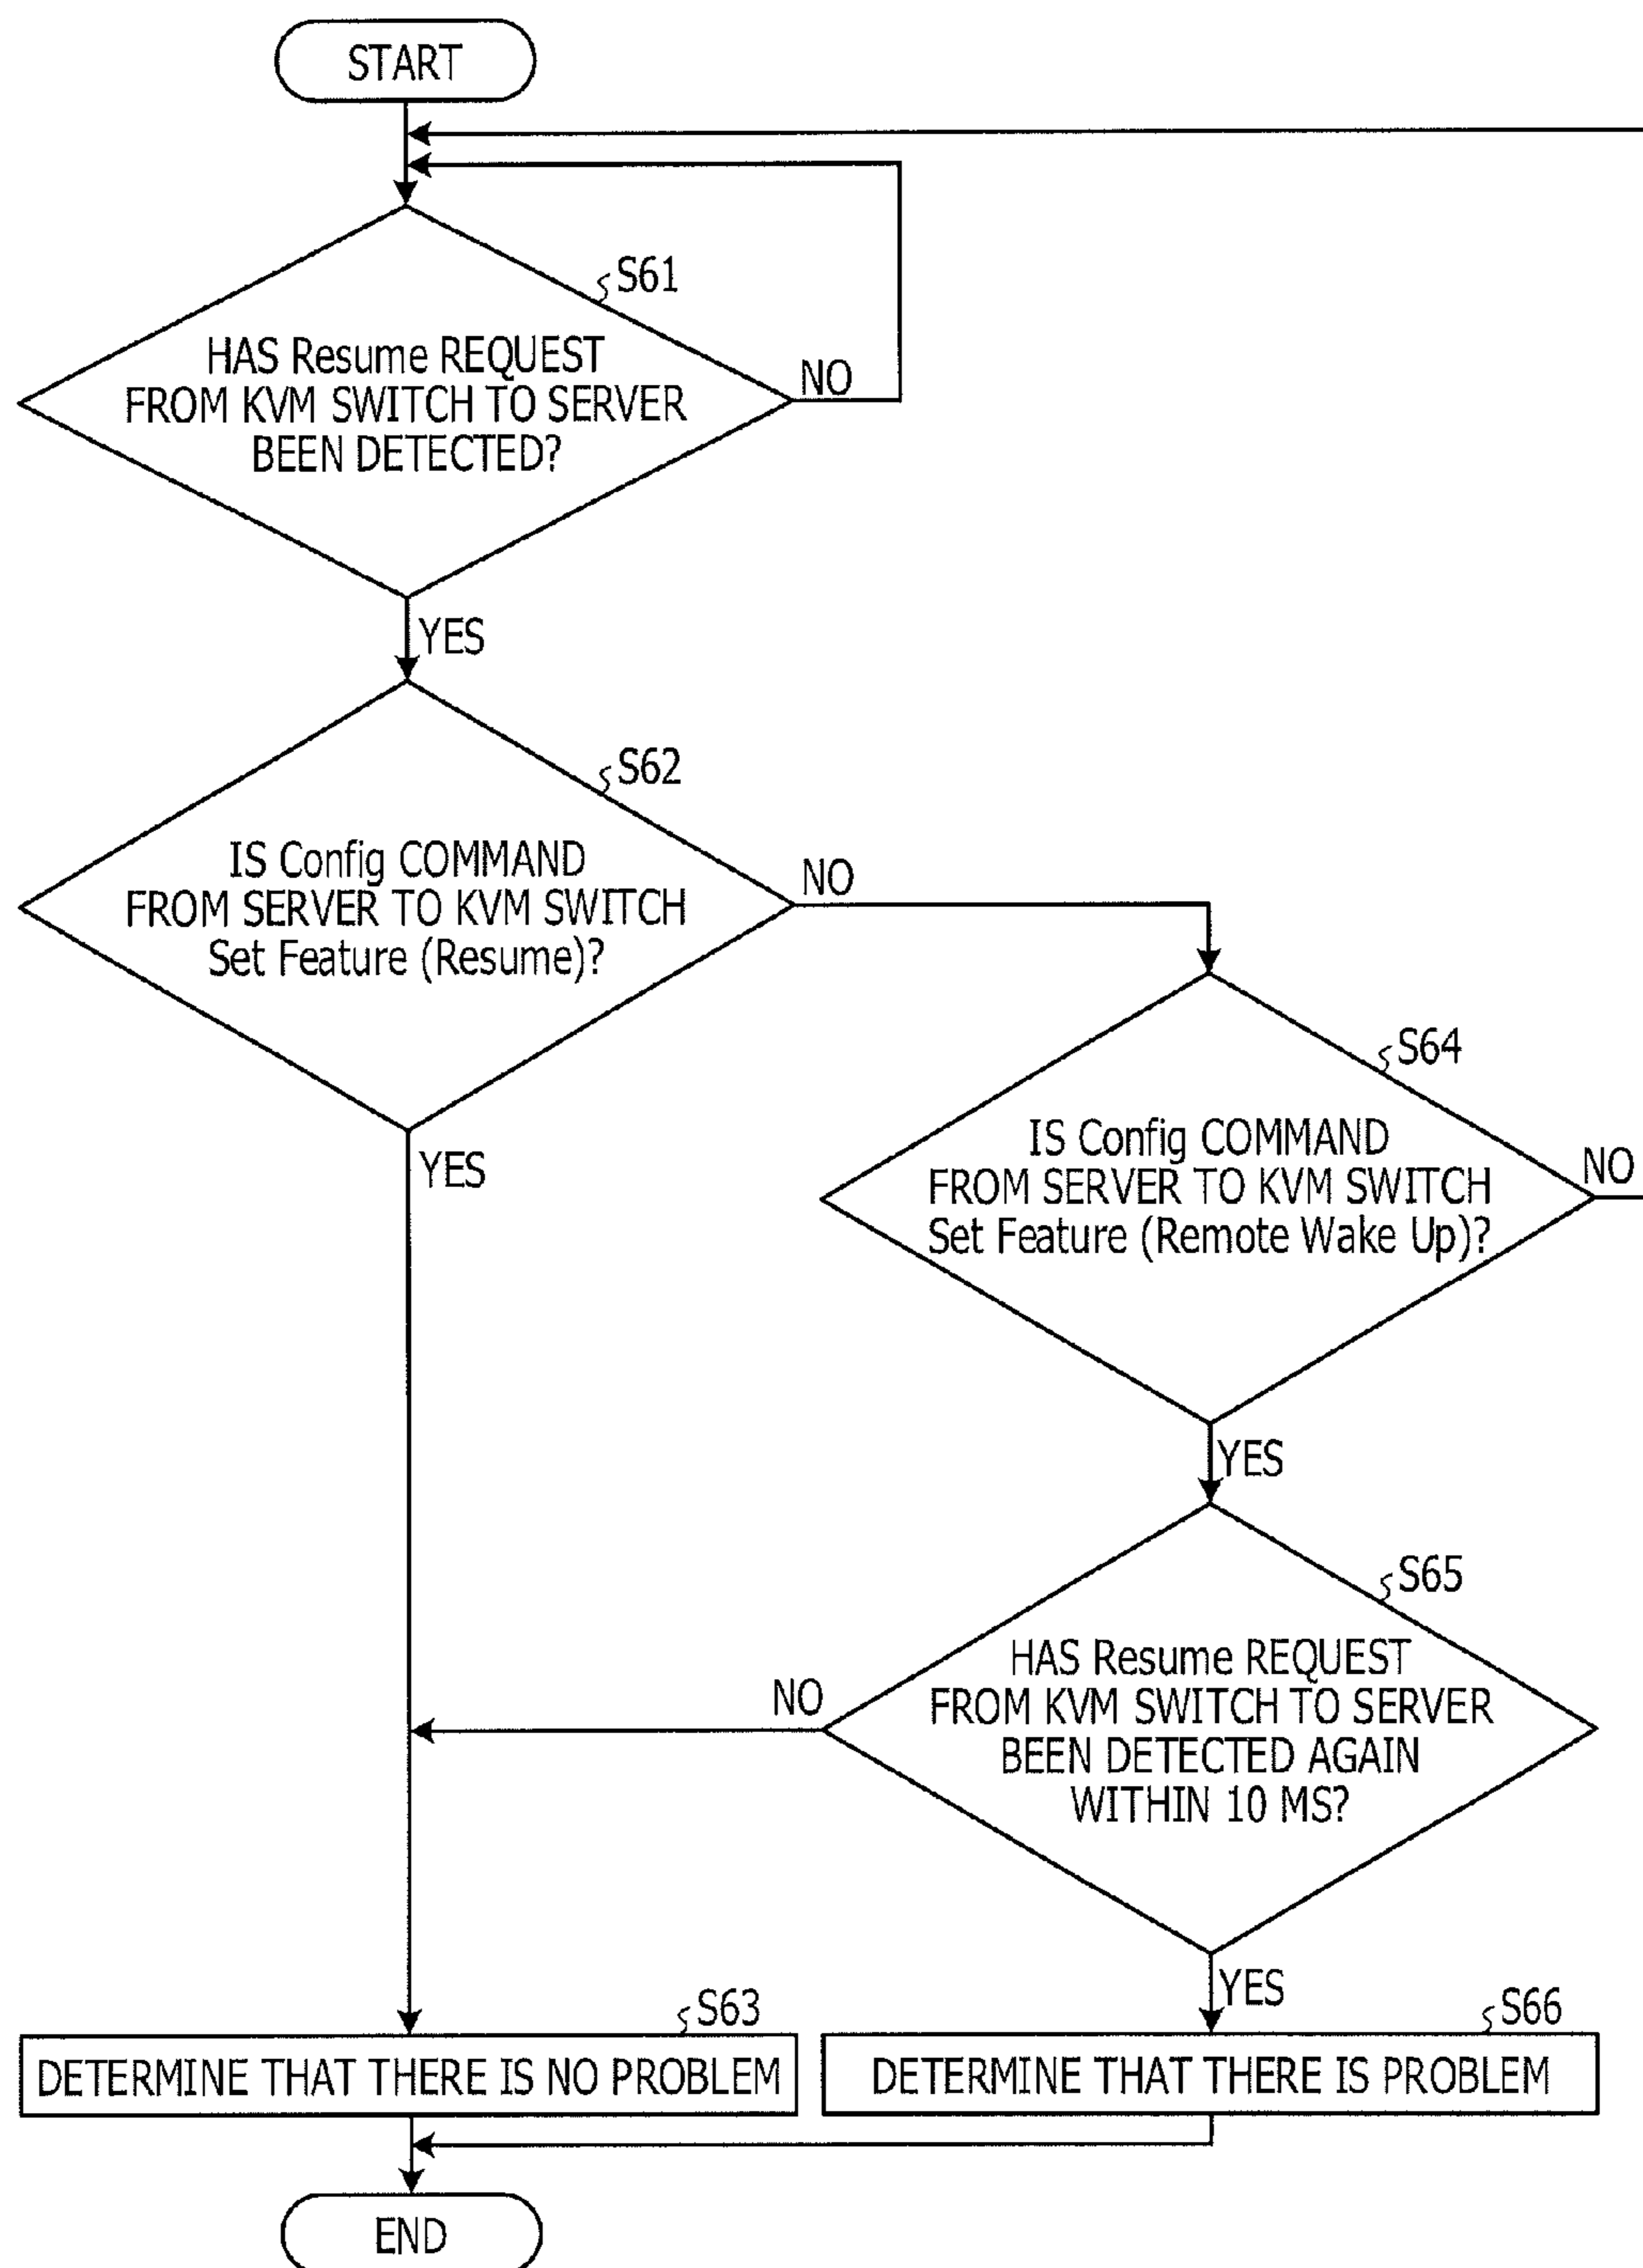 START
S61
HAS Resume REQUEST
FROM KVM SWITCH TO SERVER
BEEN DETECTED?
NO
YES
S62
IS Config COMMAND
FROM SERVER TO KVM SWITCH
Set Feature (Resume)?
NO
YES
S64
IS Config COMMAND
FROM SERVER TO KVM SWITCH
Set Feature (Remote Wake Up)?
NO
YES
S65
HAS Resume REQUEST
FROM KVM SWITCH TO SERVER
BEEN DETECTED AGAIN
WITHIN 10 MS?
NO
YES
S63
DETERMINE THAT THERE IS NO PROBLEM
S66
DETERMINE THAT THERE IS PROBLEM
END